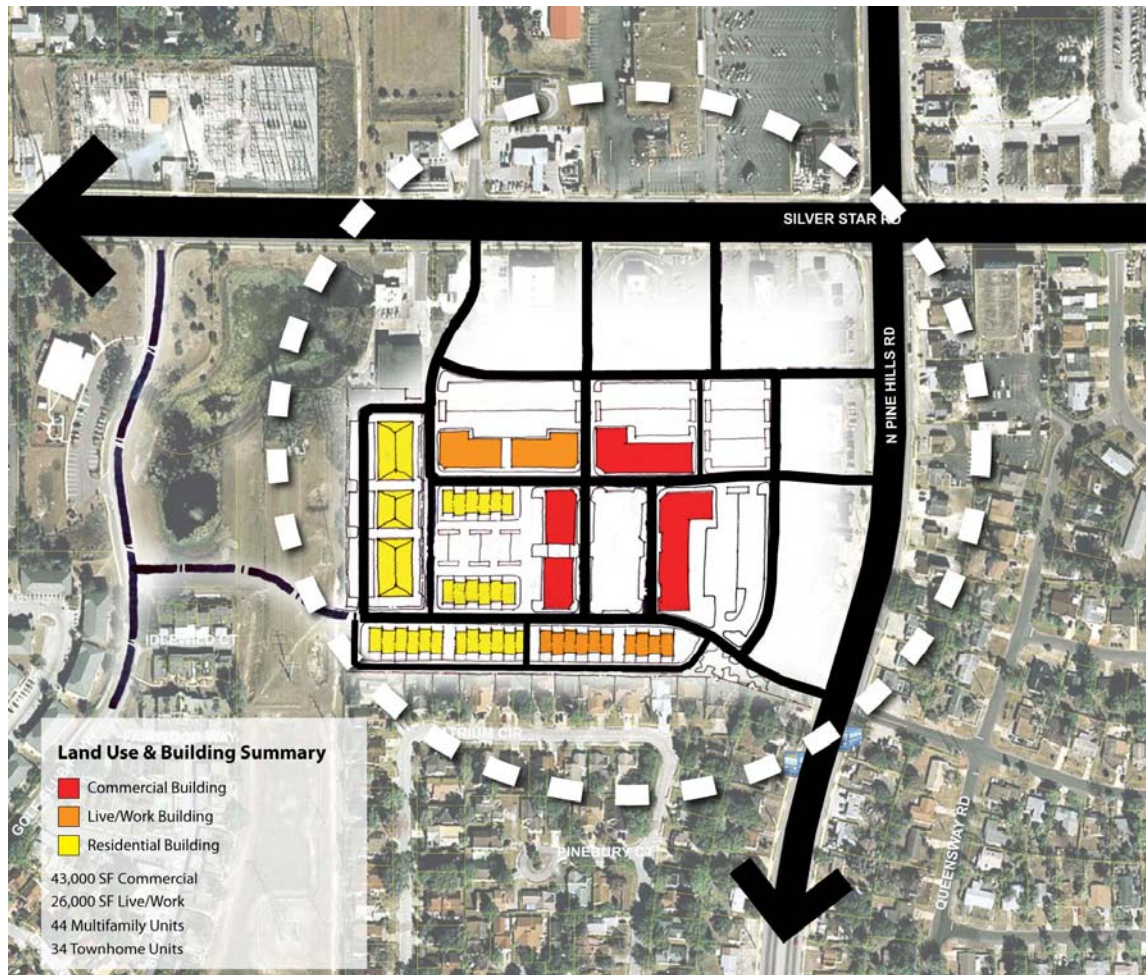 SILVER STAR RD
N PINE HILLS RD
IDLEWILD CT
ATRIUM CIR
PINEBURY CT
QUEENSWAY RD
Land Use & Building Summary
Commercial Building
Live/Work Building
Residential Building
43,000 SF Commercial
26,000 SF Live/Work
44 Multifamily Units
34 Townhome Units